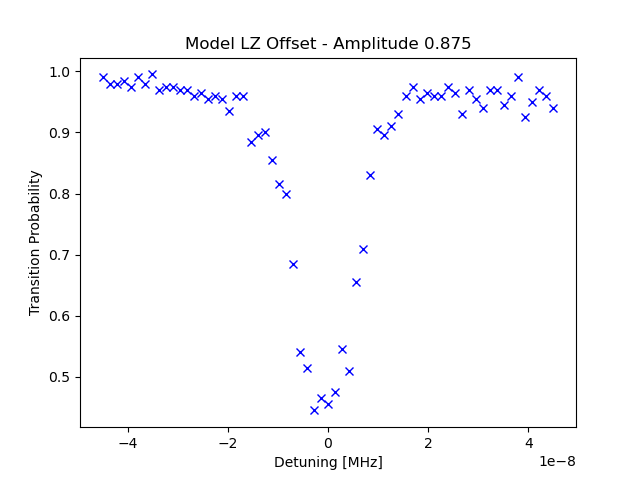 Model LZ Offset - Amplitude 0.875
1.0
0.9
0.8
0.7
0.6
0.5
Transition Probability
−4
−2
0
2
4
1e−8
Detuning [MHz]